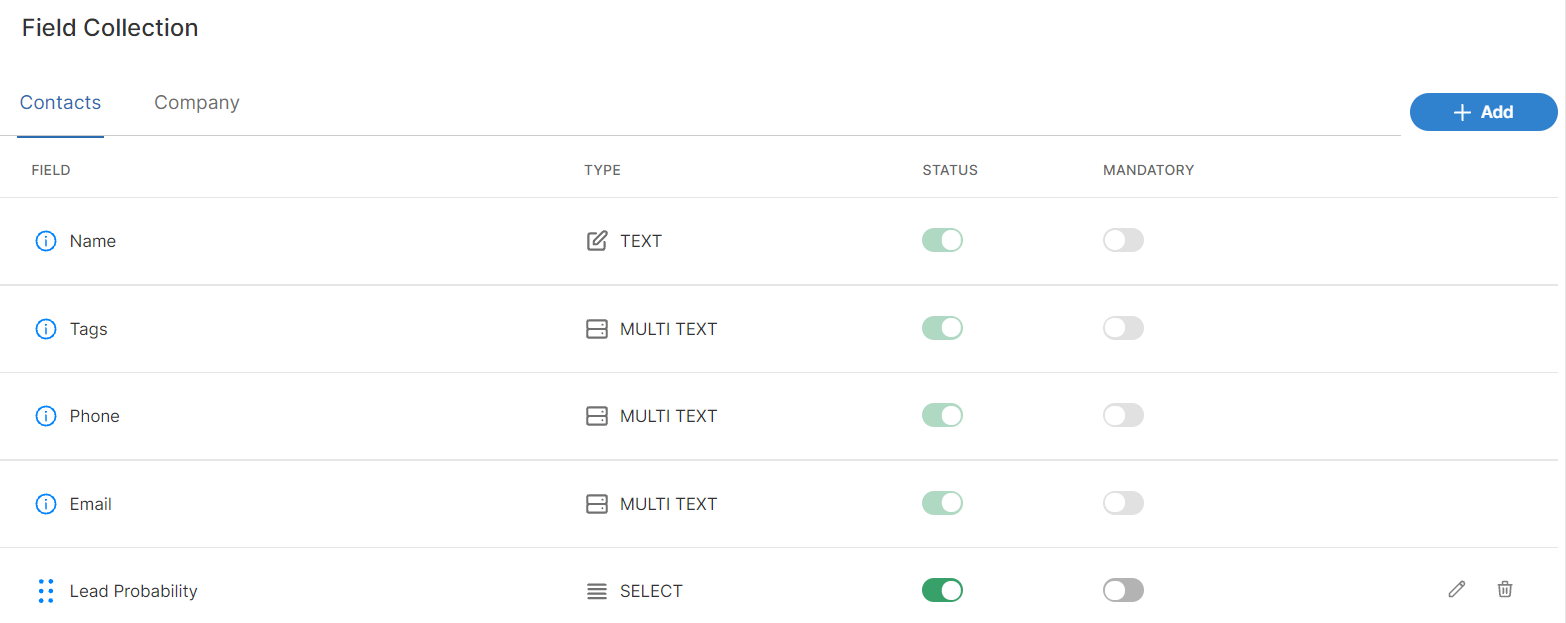 Field Collection
Contacts Company
+ Add
FIELD TYPE STATUS MANDATORY
Name TEXT
Tags MULTI TEXT
Phone MULTI TEXT
Email MULTI TEXT
Lead Probability SELECT